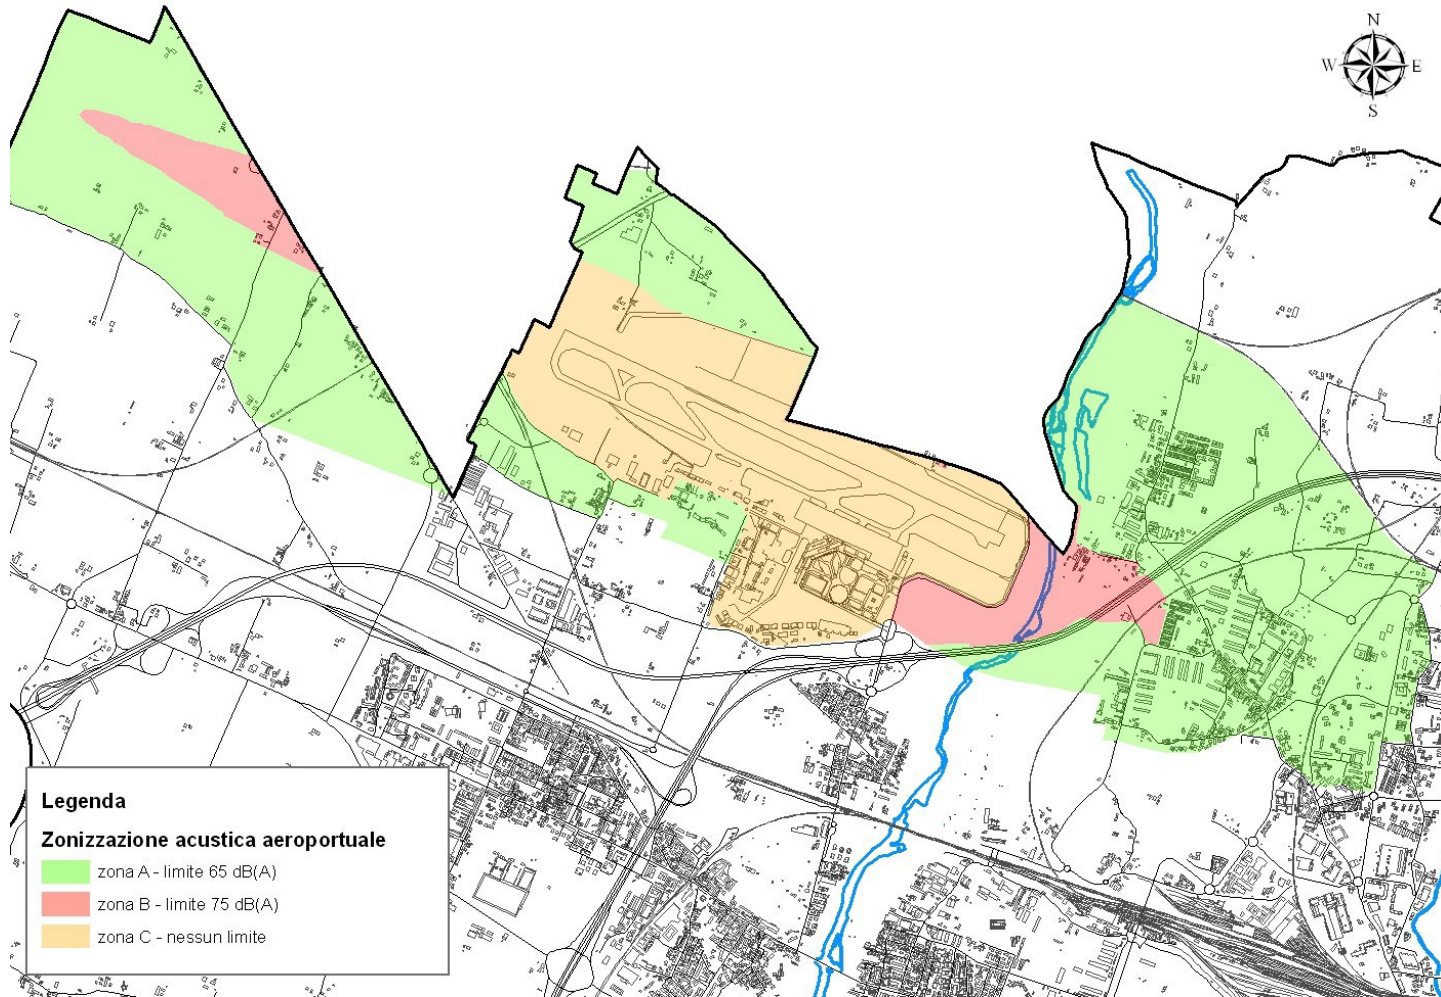 N
W
E
S
Legenda
Zonizzazione acustica aeroportuale
zona A - limite 65 dB(A)
zona B - limite 75 dB(A)
zona C - nessun limite